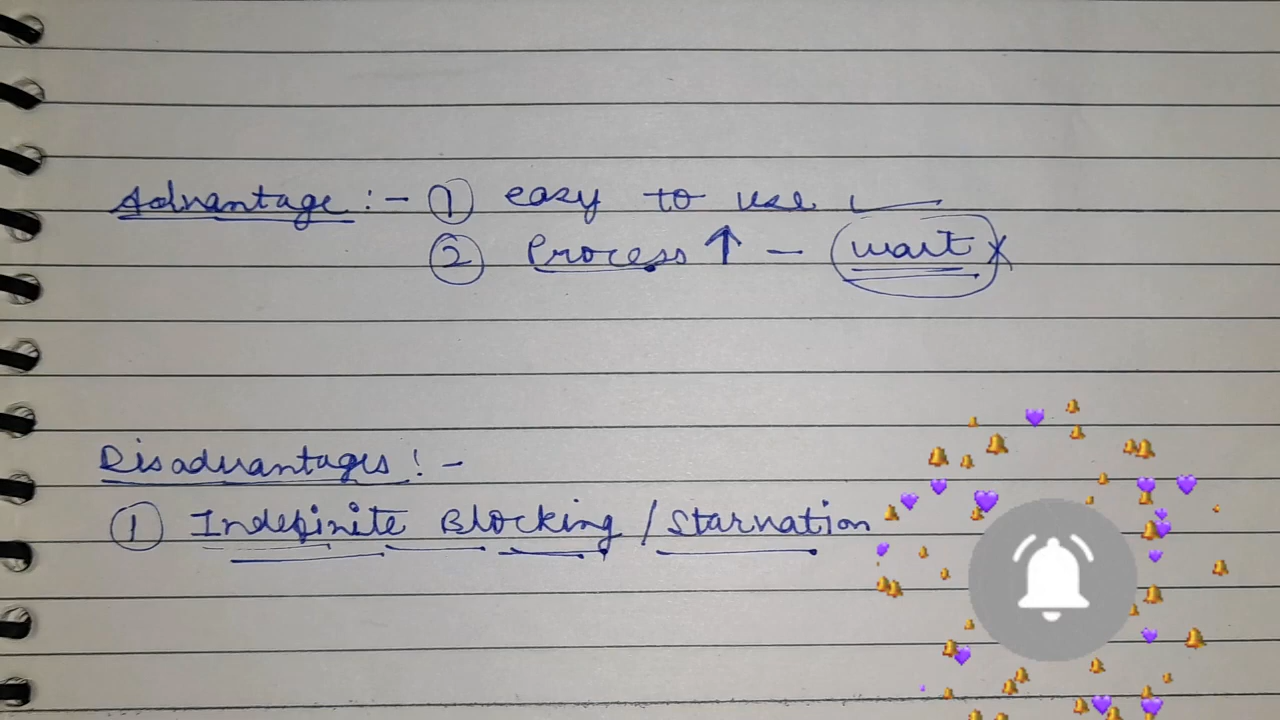 Advantage :- ① easy to use
② Process ↑ - wait ×
Disadvantages :-
① Indefinite Blocking / Starvation